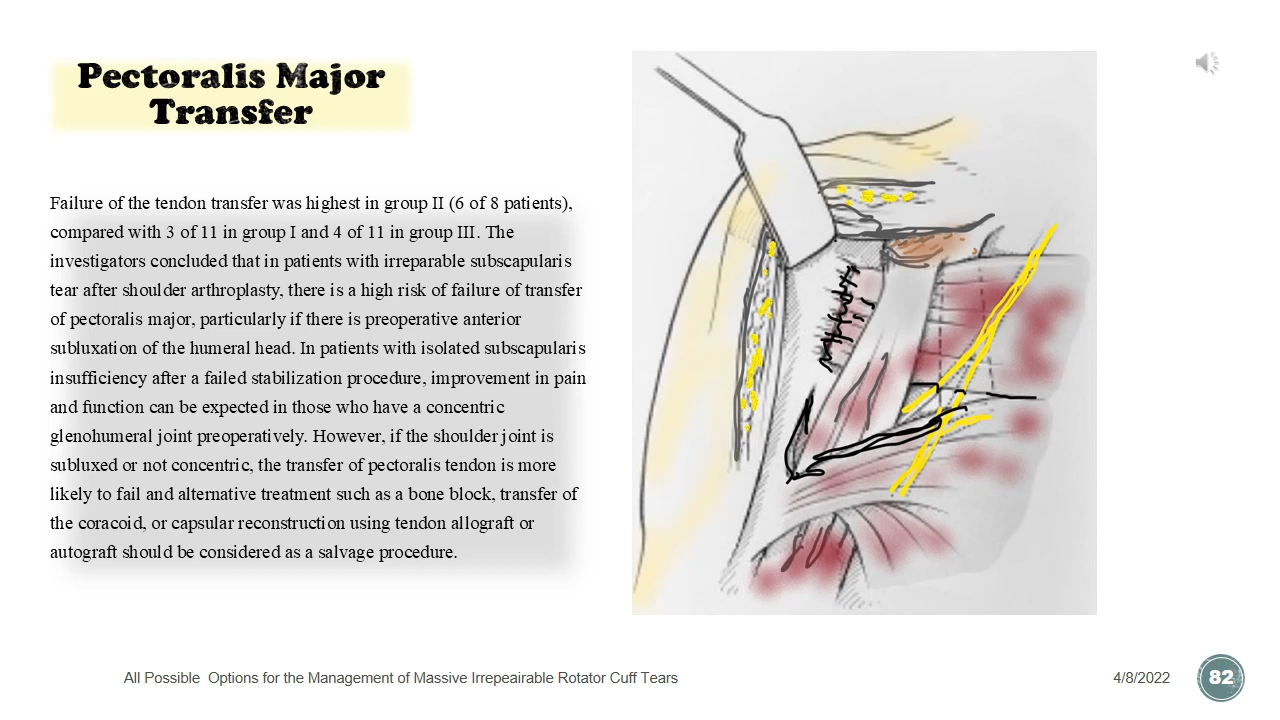 Pectoralis Major
Transfer
Failure of the tendon transfer was highest in group II (6 of 8 patients),
compared with 3 of 11 in group I and 4 of 11 in group III. The
investigators concluded that in patients with irreparable subscapularis
tear after shoulder arthroplasty, there is a high risk of failure of transfer
of pectoralis major, particularly if there is preoperative anterior
subluxation of the humeral head. In patients with isolated subscapularis
insufficiency after a failed stabilization procedure, improvement in pain
and function can be expected in those who have a concentric
glenohumeral joint preoperatively. However, if the shoulder joint is
subluxed or not concentric, the transfer of pectoralis tendon is more
likely to fail and alternative treatment such as a bone block, transfer of
the coracoid, or capsular reconstruction using tendon allograft or
autograft should be considered as a salvage procedure.
All Possible Options for the Management of Massive Irrepeairable Rotator Cuff Tears
4/8/2022
82